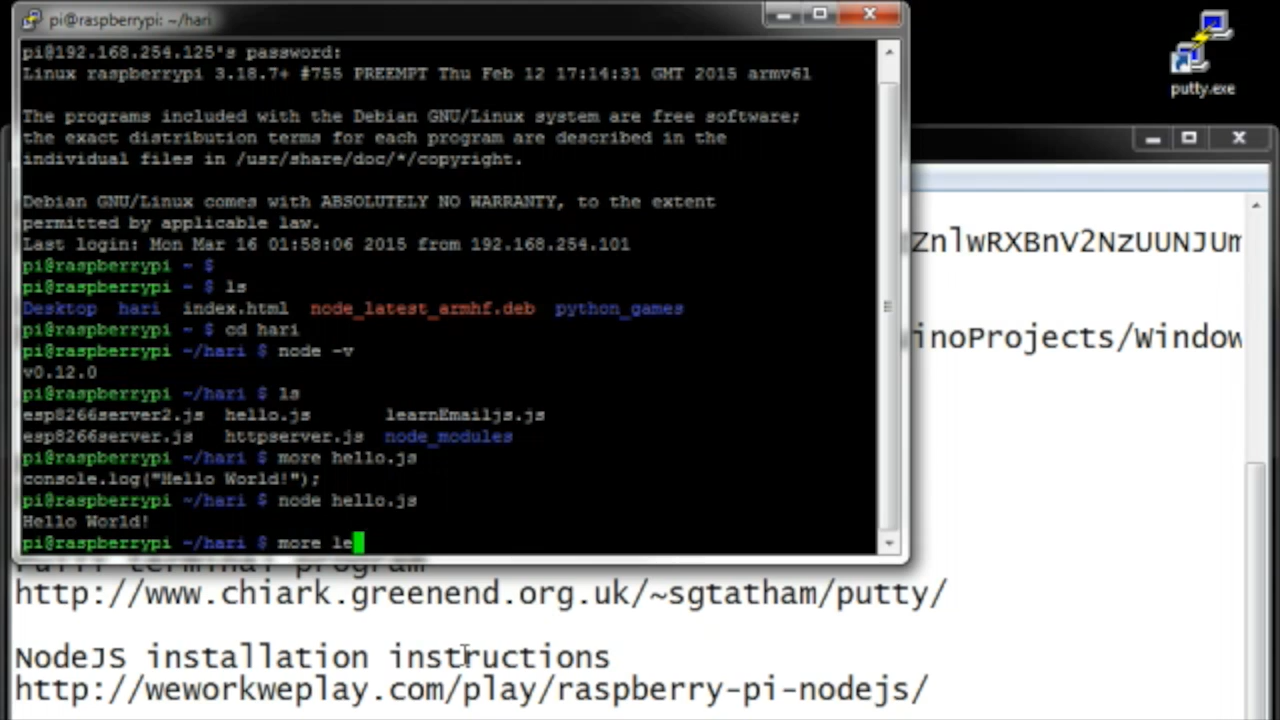 pi@raspberrypi: ~/hari
pi@192.168.254.125's password:
Linux raspberrypi 3.18.7+ #755 PREEMPT Thu Feb 12 17:14:31 GMT 2015 armv6l
The programs included with the Debian GNU/Linux system are free software;
the exact distribution terms for each program are described in the
individual files in /usr/share/doc/*/copyright.
Debian GNU/Linux comes with ABSOLUTELY NO WARRANTY, to the extent
permitted by applicable law.
Last login: Mon Mar 16 01:58:06 2015 from 192.168.254.101
pi@raspberrypi ~ $
pi@raspberrypi ~ $ ls
Desktop hari index.html node_latest_armhf.deb python_games
pi@raspberrypi ~ $ cd hari
pi@raspberrypi ~/hari $ node -v
v0.12.0
pi@raspberrypi ~/hari $ ls
esp8266server2.js hello.js learnEmailjs.js
esp8266server.js httpserver.js node_modules
pi@raspberrypi ~/hari $ more hello.js
console.log("Hello World!");
pi@raspberrypi ~/hari $ node hello.js
Hello World!
pi@raspberrypi ~/hari $ more le
putty.exe
ZnlwRXBnV2NzUUNJUm
inoProjects/Window
Putty terminal program
http://www.chiark.greenend.org.uk/~sgtatham/putty/
NodeJS installation instructions
http://weworkweplay.com/play/raspberry-pi-nodejs/